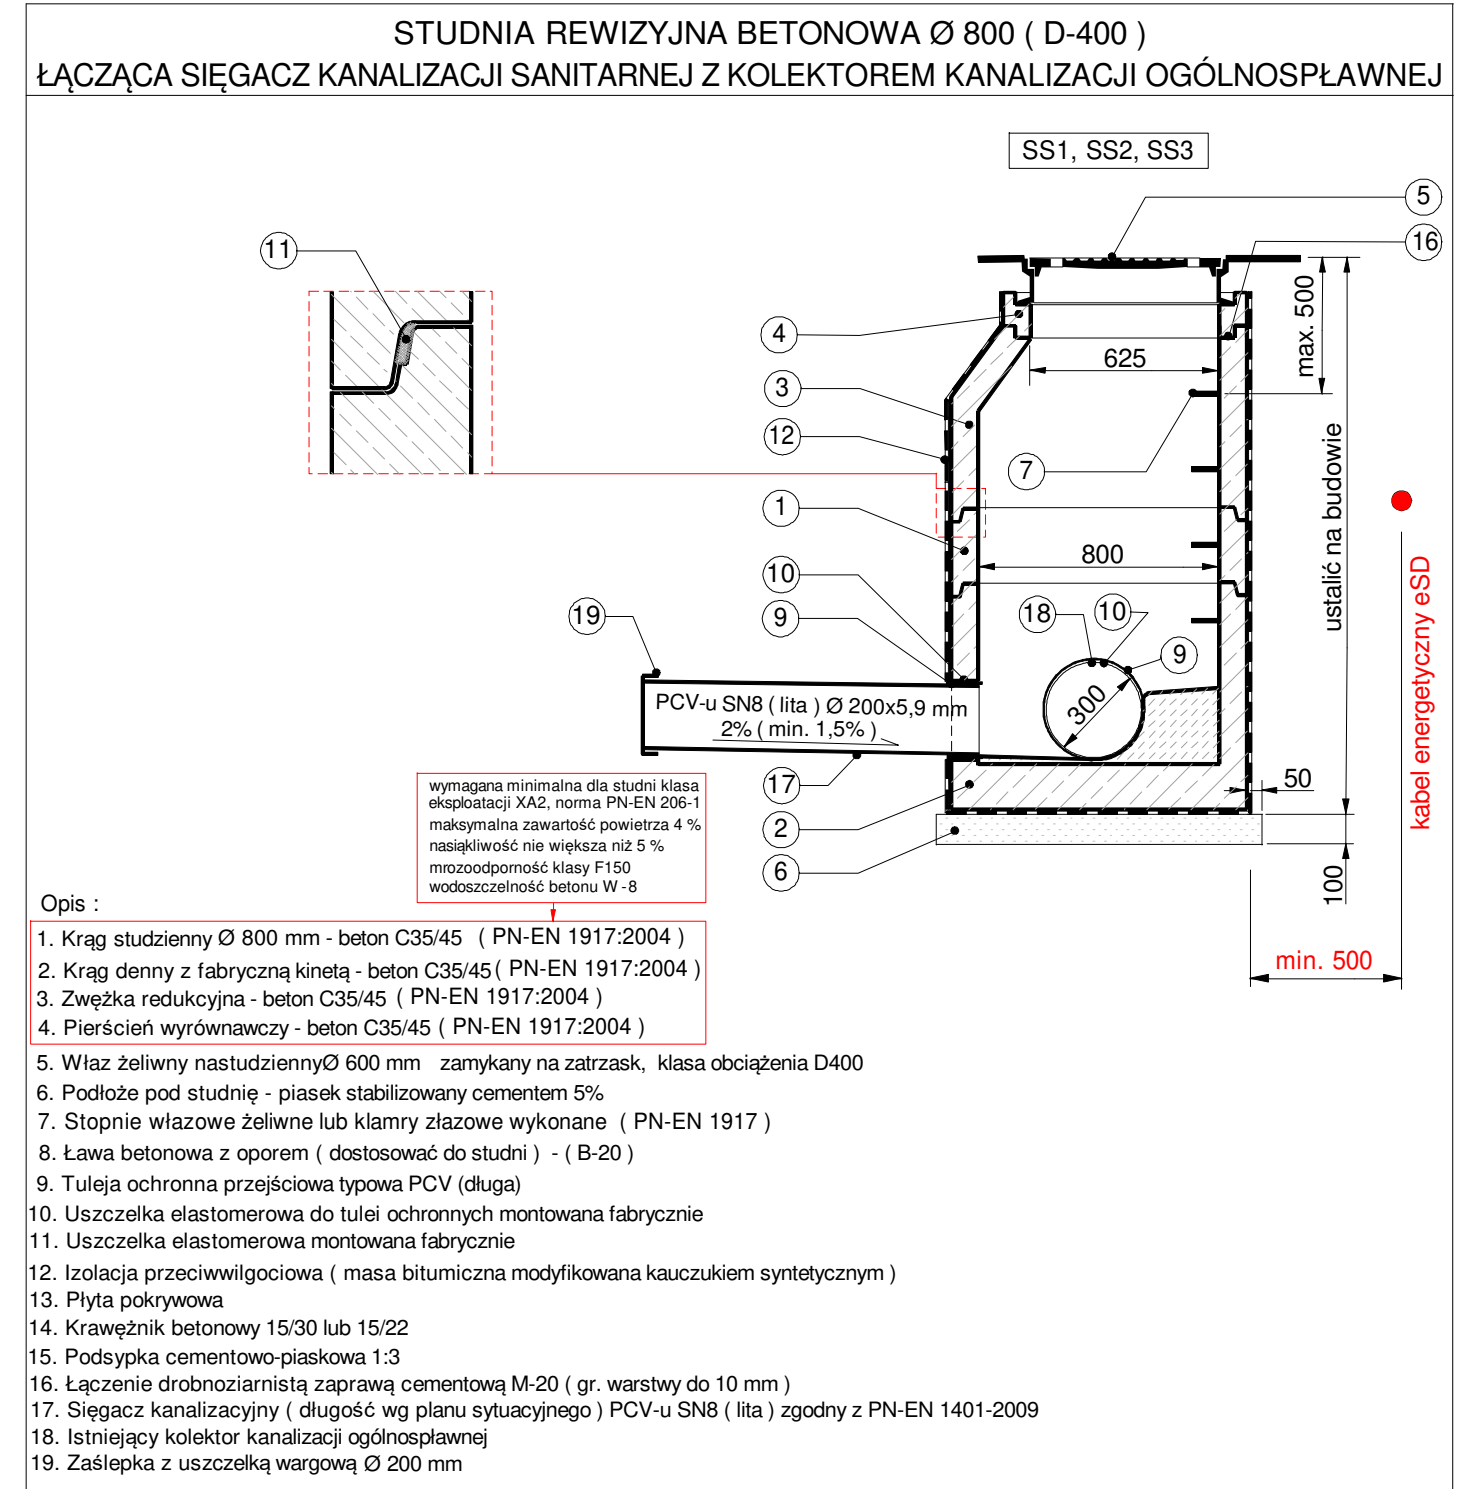 STUDNIA REWIZYJNA BETONOWA Ø 800 ( D-400 )
ŁĄCZĄCA SIĘGACZ KANALIZACJI SANITARNEJ Z KOLEKTOREM KANALIZACJI OGÓLNOSPŁAWNEJ
SS1, SS2, SS3
5
16
11
4
3
12
7
1
10
9
19
18
10
9
17
2
6
625
800
300
max. 500
ustalić na budowie
50
100
kabel energetyczny eSD
min. 500
PCV-u SN8 ( lita ) Ø 200x5,9 mm
2% ( min. 1,5% )
wymagana minimalna dla studni klasa
eksploatacji XA2, norma PN-EN 206-1
maksymalna zawartość powietrza 4 %
nasiąkliwość nie większa niż 5 %
mrozoodporność klasy F150
wodoszczelność betonu W -8
Opis :
1. Krąg studzienny Ø 800 mm - beton C35/45 ( PN-EN 1917:2004 )
2. Krąg denny z fabryczną kinetą - beton C35/45 ( PN-EN 1917:2004 )
3. Zwężka redukcyjna - beton C35/45 ( PN-EN 1917:2004 )
4. Pierścień wyrównawczy - beton C35/45 ( PN-EN 1917:2004 )
5. Właz żeliwny nastudziennyØ 600 mm zamykany na zatrzask, klasa obciążenia D400
6. Podłoże pod studnię - piasek stabilizowany cementem 5%
7. Stopnie włazowe żeliwne lub klamry złazowe wykonane ( PN-EN 1917 )
8. Ława betonowa z oporem ( dostosować do studni ) - ( B-20 )
9. Tuleja ochronna przejściowa typowa PCV (długa)
10. Uszczelka elastomerowa do tulei ochronnych montowana fabrycznie
11. Uszczelka elastomerowa montowana fabrycznie
12. Izolacja przeciwwilgociowa ( masa bitumiczna modyfikowana kauczukiem syntetycznym )
13. Płyta pokrywowa
14. Krawężnik betonowy 15/30 lub 15/22
15. Podsypka cementowo-piaskowa 1:3
16. Łączenie drobnoziarnistą zaprawą cementową M-20 ( gr. warstwy do 10 mm )
17. Sięgacz kanalizacyjny ( długość wg planu sytuacyjnego ) PCV-u SN8 ( lita ) zgodny z PN-EN 1401-2009
18. Istniejący kolektor kanalizacji ogólnospławnej
19. Zaślepka z uszczelką wargową Ø 200 mm